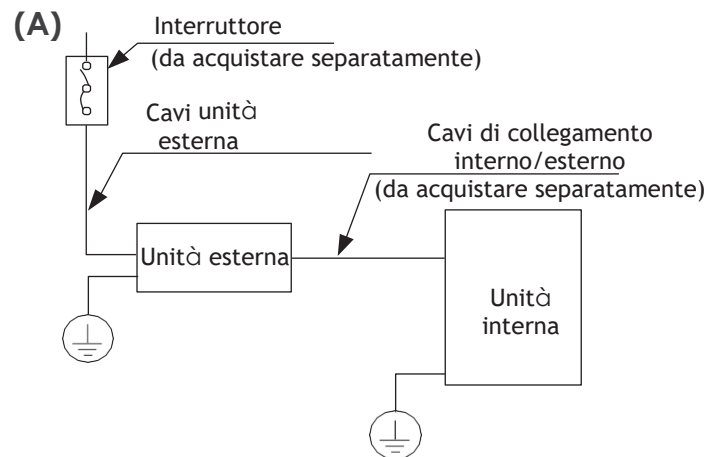 (A)
Interruttore
(da acquistare separatamente)
Cavi unità
esterna
Cavi di collegamento
interno/esterno
(da acquistare separatamente)
Unità esterna
Unità
interna